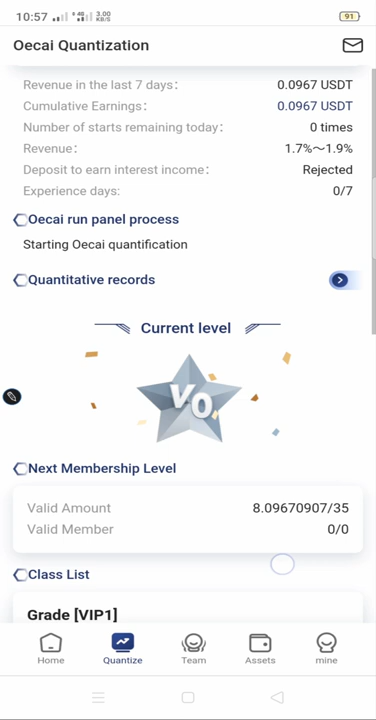 10:57 4G 3.00 KB/S 91
Oecai Quantization
Revenue in the last 7 days: 0.0967 USDT
Cumulative Earnings: 0.0967 USDT
Number of starts remaining today: 0 times
Revenue: 1.7%～1.9%
Deposit to earn interest income: Rejected
Experience days: 0/7
Oecai run panel process
Starting Oecai quantification
Quantitative records
Current level
V0
Next Membership Level
Valid Amount 8.09670907/35
Valid Member 0/0
Class List
Grade [VIP1]
Home Quantize Team Assets mine